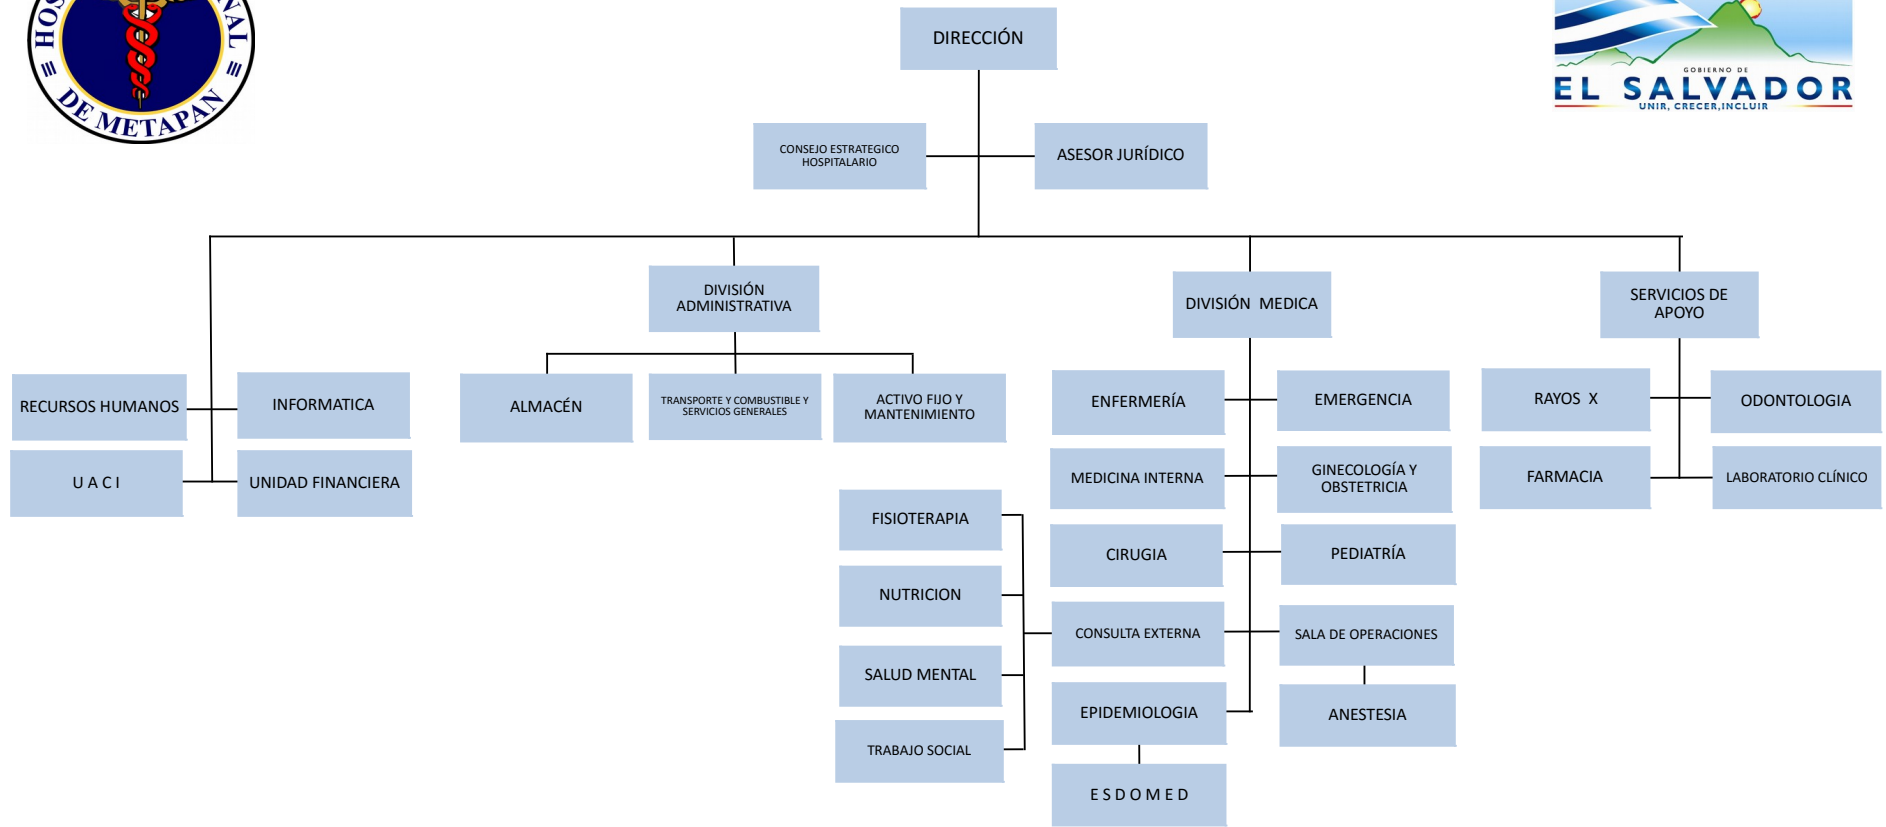 DE METAPAN
GOBIERNO DE
EL SALVADOR
UNIR, CRECER,INCLUIR
DIRECCIÓN
CONSEJO ESTRATEGICO
HOSPITALARIO
ASESOR JURÍDICO
DIVISIÓN
ADMINISTRATIVA
DIVISIÓN MEDICA
SERVICIOS DE
APOYO
RECURSOS HUMANOS
INFORMATICA
U A C I
UNIDAD FINANCIERA
ALMACÉN
TRANSPORTE Y COMBUSTIBLE Y
SERVICIOS GENERALES
ACTIVO FIJO Y
MANTENIMIENTO
ENFERMERÍA
EMERGENCIA
MEDICINA INTERNA
GINECOLOGÍA Y
OBSTETRICIA
CIRUGIA
PEDIATRÍA
CONSULTA EXTERNA
SALA DE OPERACIONES
EPIDEMIOLOGIA
ANESTESIA
E S D O M E D
FISIOTERAPIA
NUTRICION
SALUD MENTAL
TRABAJO SOCIAL
RAYOS X
ODONTOLOGIA
FARMACIA
LABORATORIO CLÍNICO